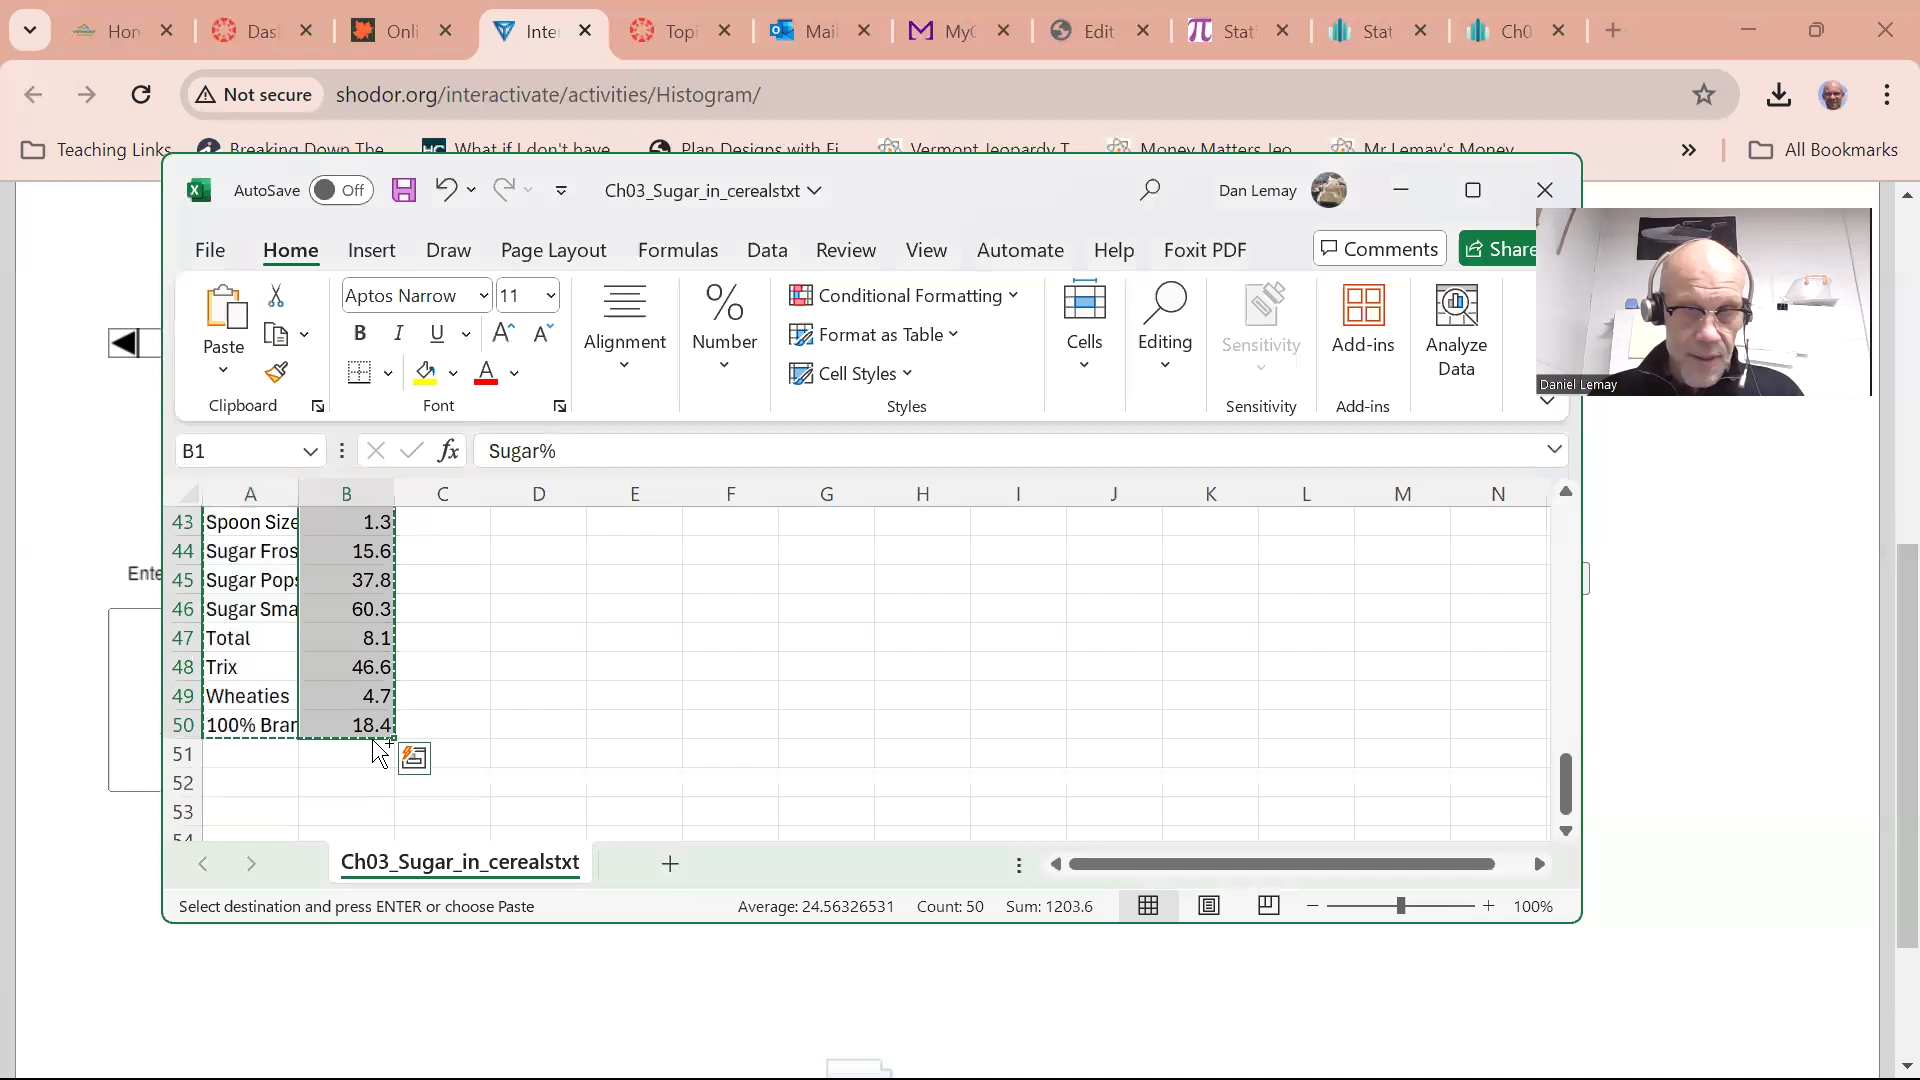 Hon
Das
Onli
Inte
Topi
Mail
MyC
Edit
Stat
Stat
Ch0
Not secure
shodor.org/interactivate/activities/Histogram/
Teaching Links
Breaking Down The
What if I don't have
Plan Designs with Fi
Vermont Jeopardy T
Money Matters Jeo
Mr Lemay's Money
All Bookmarks
AutoSave Off
Ch03_Sugar_in_cerealstxt
Dan Lemay
File Home Insert Draw Page Layout Formulas Data Review View Automate Help Foxit PDF
Comments
Share
Paste
Clipboard
Aptos Narrow 11
B I U A A
A
Font
Alignment
% Number
Conditional Formatting
Format as Table
Cell Styles
Styles
Cells
Editing
Sensitivity
Sensitivity
Add-ins
Add-ins
Analyze
Data
Daniel Lemay
B1 fx Sugar%
A B C D E F G H I J K L M N
43 Spoon Size 1.3
44 Sugar Fros 15.6
45 Sugar Pops 37.8
46 Sugar Sma 60.3
47 Total 8.1
48 Trix 46.6
49 Wheaties 4.7
50 100% Bran 18.4
51
52
53
54
Ente
Ch03_Sugar_in_cerealstxt
Select destination and press ENTER or choose Paste
Average: 24.56326531 Count: 50 Sum: 1203.6
100%